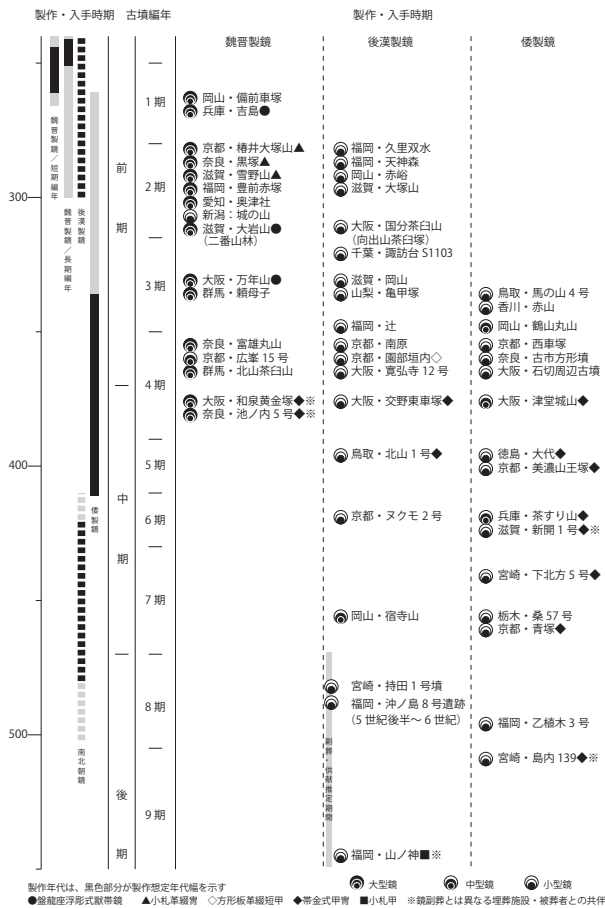 製作・入手時期 古墳編年
製作・入手時期
魏晋製鏡
後漢製鏡
倭製鏡
300
400
500
魏晋製鏡／短期編年
魏晋製鏡／長期編年
後漢製鏡
倭製鏡
南北朝鏡
前
期
中
期
後
期
1期
2期
3期
4期
5期
6期
7期
8期
9期
岡山・備前車塚
兵庫・吉島●
京都・椿井大塚山▲
奈良・黒塚▲
滋賀・雪野山▲
福岡・豊前赤塚
愛知・奥津社
新潟：城の山
滋賀・大岩山●
（二番山林）
大阪・万年山●
群馬・頼母子
奈良・富雄丸山
京都・広峯 15 号
群馬・北山茶臼山
大阪・和泉黄金塚◆※
奈良・池ノ内 5 号◆※
福岡・久里双水
福岡・天神森
岡山・赤峪
滋賀・大塚山
大阪・国分茶臼山
（向出山茶臼塚）
千葉・諏訪台 S1103
滋賀・岡山
山梨・亀甲塚
福岡・辻
京都・南原
京都・園部垣内◇
大阪・寛弘寺 12 号
大阪・交野東車塚◆
鳥取・北山 1 号◆
京都・ヌクモ 2 号
岡山・宿寺山
宮崎・持田 1 号墳
福岡・沖ノ島 8 号遺跡
（5 世紀後半～ 6 世紀）
副葬・供献推定期間
福岡・山ノ神■※
鳥取・馬の山 4 号
香川・赤山
岡山・鶴山丸山
京都・西車塚
奈良・古市方形墳
大阪・石切周辺古墳
大阪・津堂城山◆
徳島・大代◆
京都・美濃山王塚◆
兵庫・茶すり山◆
滋賀・新開 1 号◆※
宮崎・下北方 5 号◆
栃木・桑 57 号
京都・青塚◆
福岡・乙植木 3 号
宮崎・島内 139◆※
大型鏡 中型鏡 小型鏡
製作年代は、黒色部分が製作想定年代幅を示す
●盤龍座浮彫式獣帯鏡 ▲小札革綴冑 ◇方形板革綴短甲 ◆帯金式甲冑 ■小札甲 ※鏡副葬とは異なる埋葬施設・被葬者との共伴